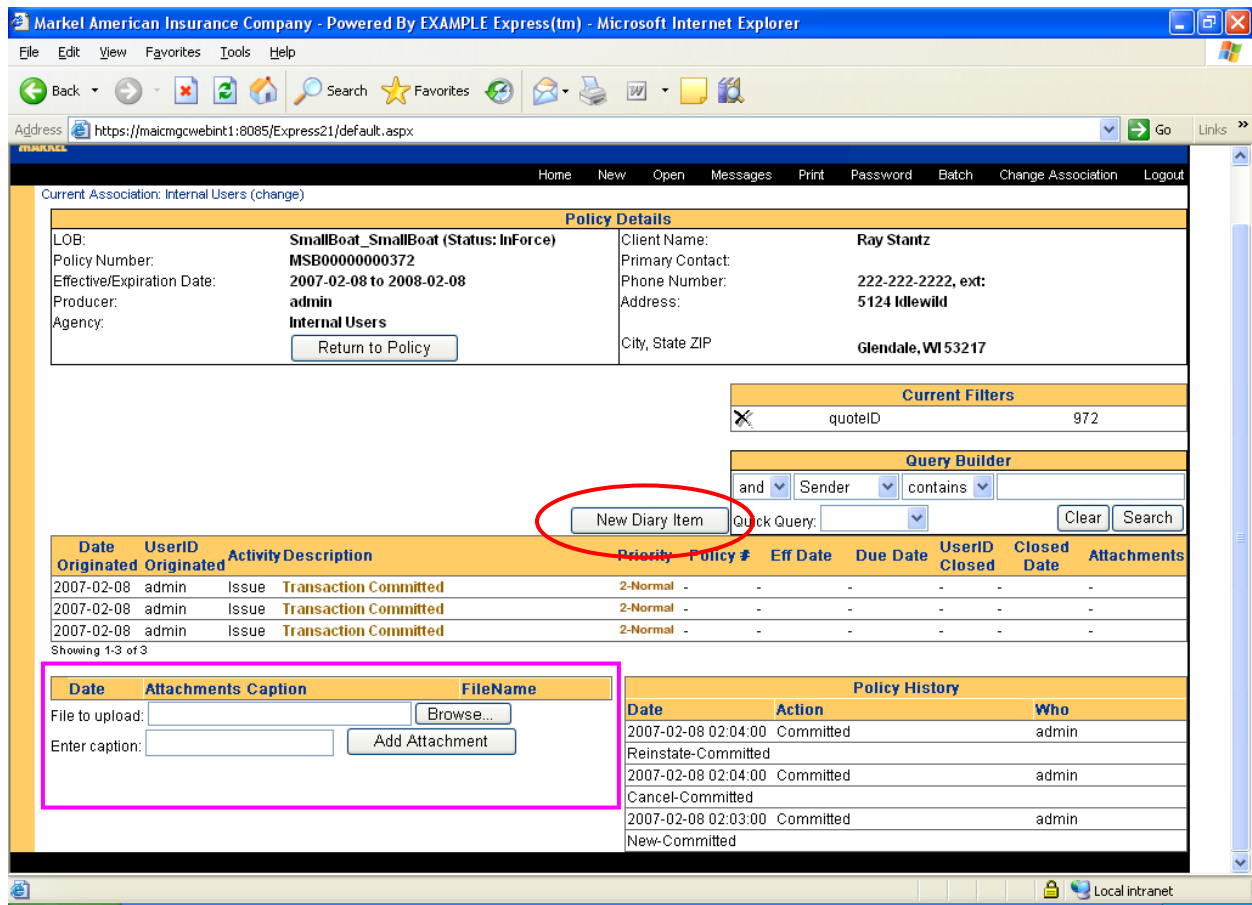 Markel American Insurance Company - Powered By EXAMPLE Express(tm) - Microsoft Internet Explorer
File Edit View Favorites Tools Help
Back Search Favorites
Address https://maicmgcwebint1:8085/Express21/default.aspx Go Links »
MARKEL
Home New Open Messages Print Password Batch Change Association Logout
Current Association: Internal Users (change)
Policy Details
LOB: SmallBoat_SmallBoat (Status: InForce) Client Name: Ray Stantz
Policy Number: MSB00000000372 Primary Contact:
Effective/Expiration Date: 2007-02-08 to 2008-02-08 Phone Number: 222-222-2222, ext:
Producer: admin Address: 5124 Idlewild
Agency: Internal Users
Return to Policy City, State ZIP Glendale, WI 53217
Current Filters
X quoteID 972
Query Builder
and Sender contains
New Diary Item Quick Query: Clear Search
Date Originated UserID Originated Activity Description Priority Policy # Eff Date Due Date UserID Closed Closed Date Attachments
2007-02-08 admin Issue Transaction Committed 2-Normal - - - - - -
2007-02-08 admin Issue Transaction Committed 2-Normal - - - - - -
2007-02-08 admin Issue Transaction Committed 2-Normal - - - - - -
Showing 1-3 of 3
Date Attachments Caption FileName
File to upload: Browse...
Enter caption: Add Attachment
Policy History
Date Action Who
2007-02-08 02:04:00 Committed admin
Reinstate-Committed
2007-02-08 02:04:00 Committed admin
Cancel-Committed
2007-02-08 02:03:00 Committed admin
New-Committed
Local intranet